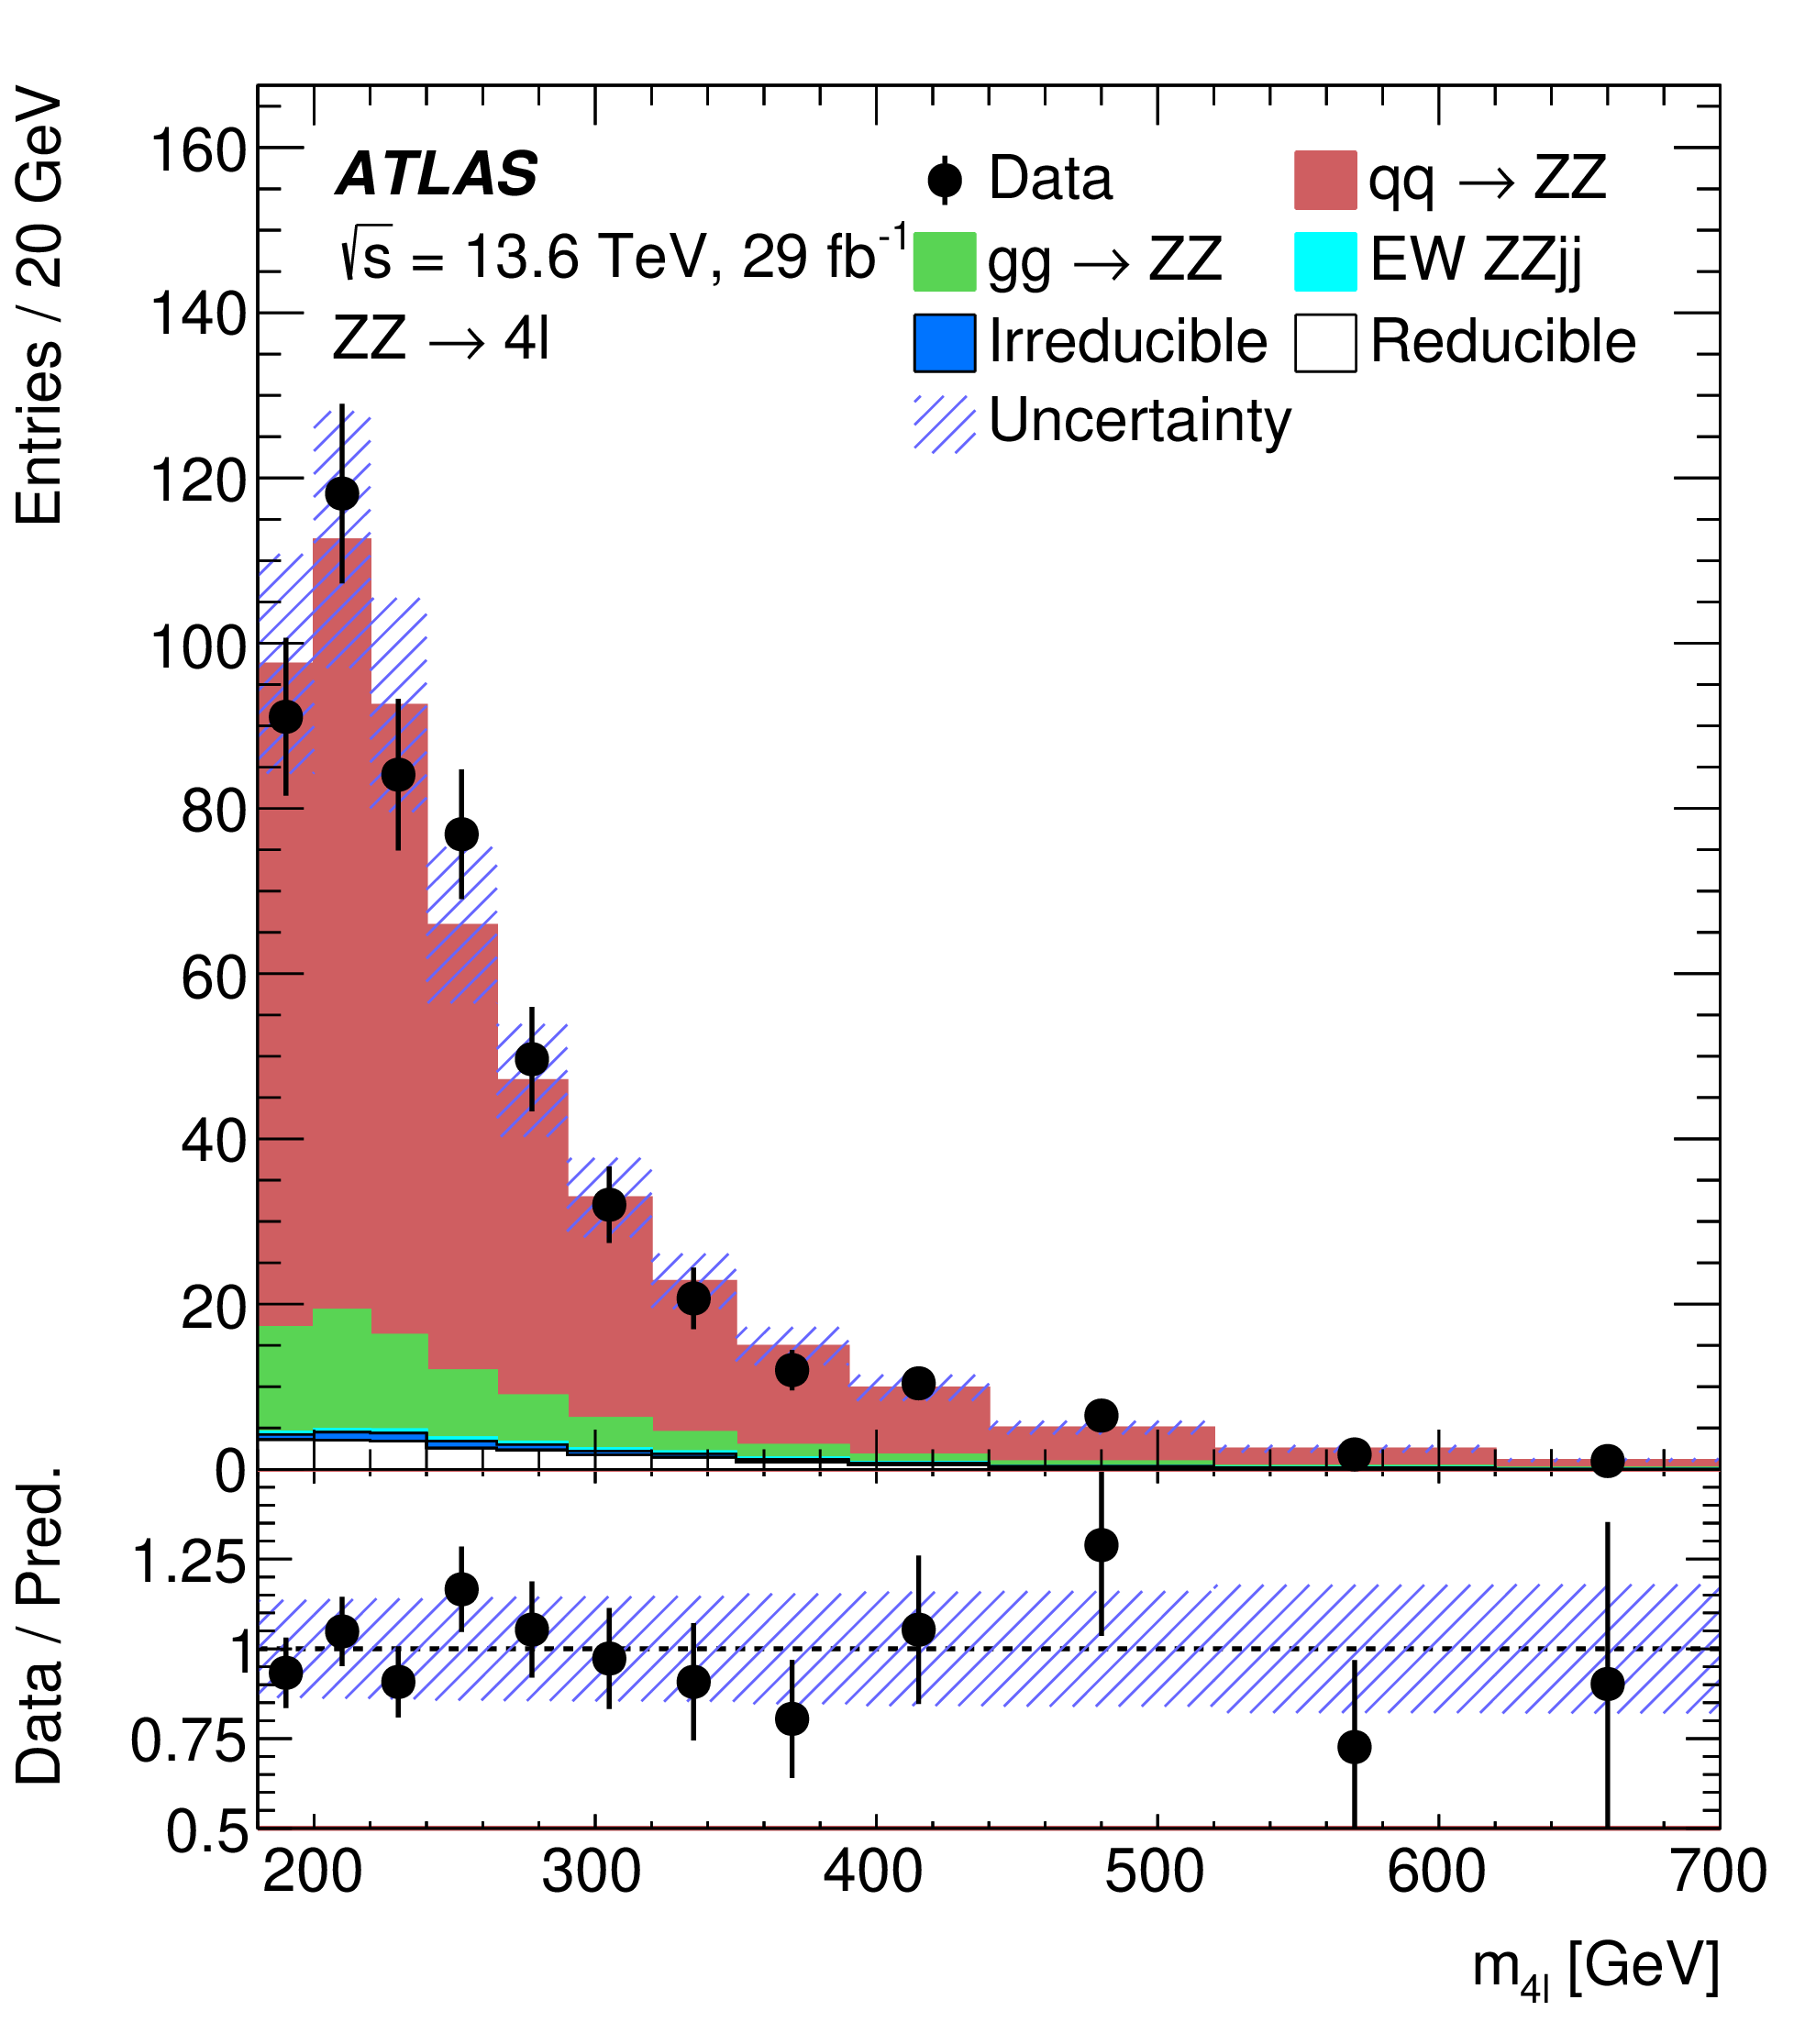 Entries / 20 GeV
160
140
120
100
80
60
40
20
0
ATLAS
√s = 13.6 TeV, 29 fb⁻¹
ZZ → 4l
Data
qq → ZZ
gg → ZZ
EW ZZjj
Irreducible
Reducible
Uncertainty
Data / Pred.
1.25
1
0.75
0.5
200 300 400 500 600 700
m₄ₗ [GeV]